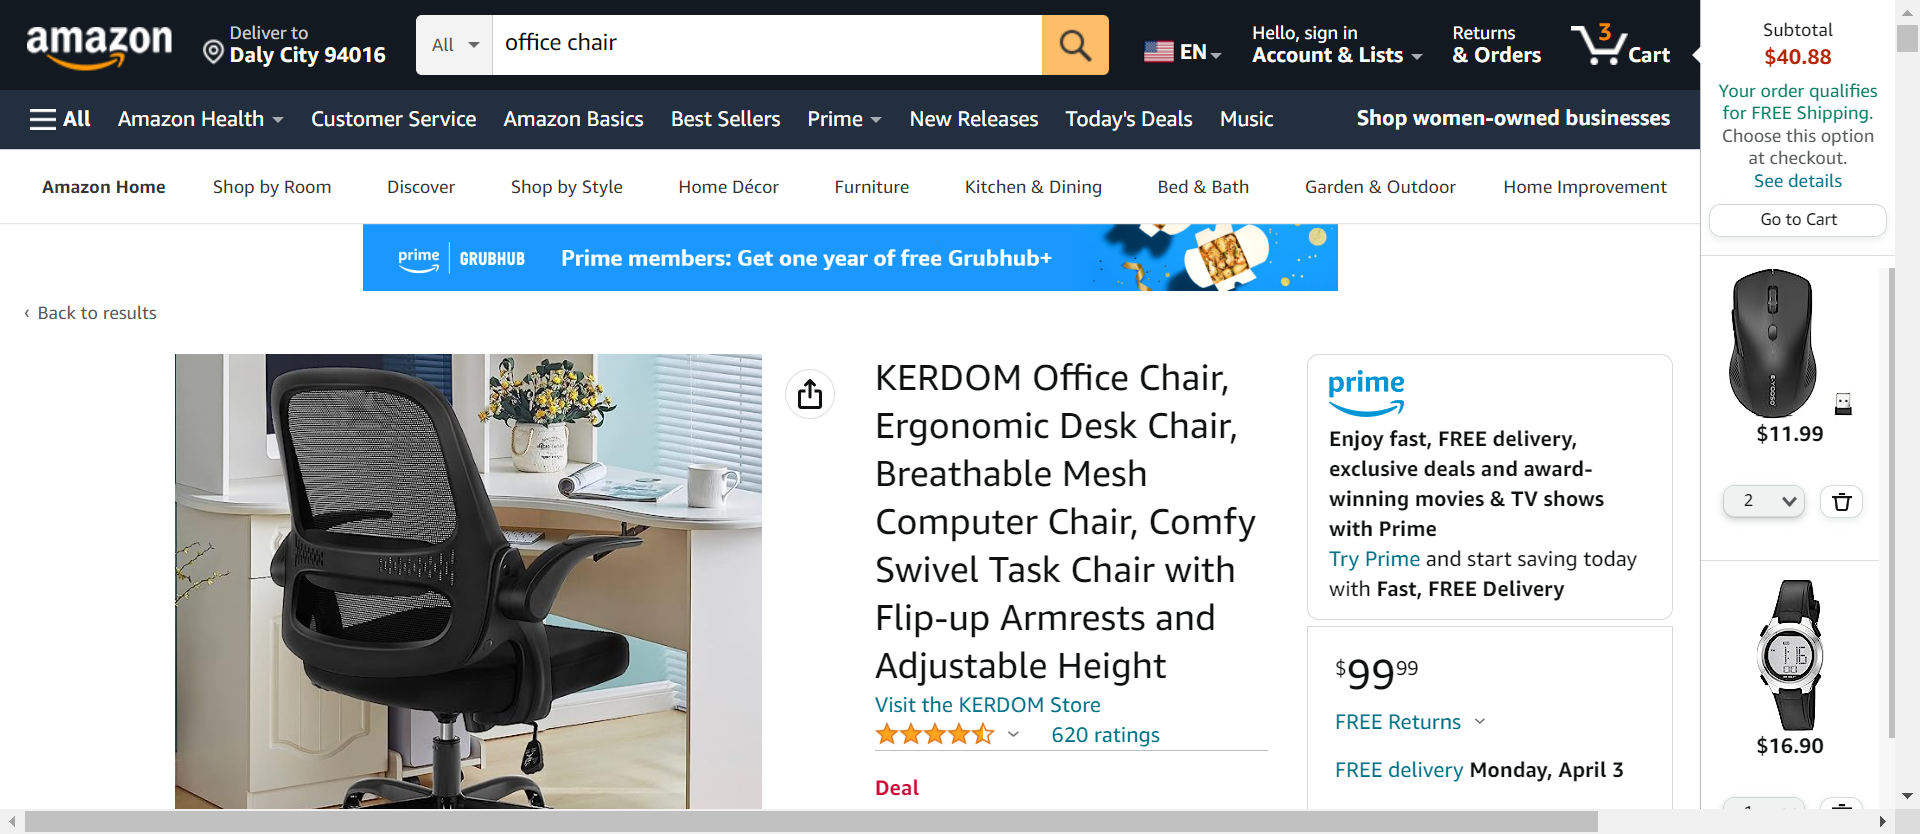 amazon
Deliver to
Daly City 94016
All
office chair
EN
Hello, sign in
Account & Lists
Returns
& Orders
3
Cart
All
Amazon Health
Customer Service
Amazon Basics
Best Sellers
Prime
New Releases
Today's Deals
Music
Shop women-owned businesses
Amazon Home
Shop by Room
Discover
Shop by Style
Home Décor
Furniture
Kitchen & Dining
Bed & Bath
Garden & Outdoor
Home Improvement
prime
GRUBHUB
Prime members: Get one year of free Grubhub+
‹ Back to results
KERDOM Office Chair,
Ergonomic Desk Chair,
Breathable Mesh
Computer Chair, Comfy
Swivel Task Chair with
Flip-up Armrests and
Adjustable Height
Visit the KERDOM Store
620 ratings
Deal
prime
Enjoy fast, FREE delivery,
exclusive deals and award-
winning movies & TV shows
with Prime
Try Prime and start saving today
with Fast, FREE Delivery
$99 99
FREE Returns
FREE delivery Monday, April 3
Subtotal
$40.88
Your order qualifies
for FREE Shipping.
Choose this option
at checkout.
See details
Go to Cart
$11.99
2
1:16
$16.90